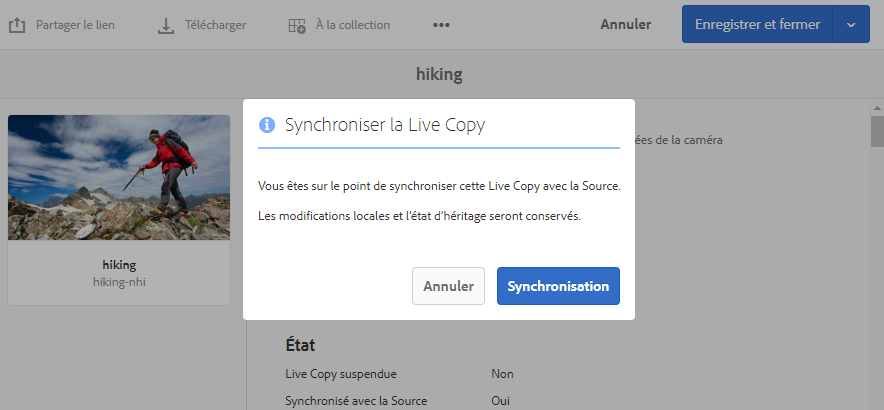 Partager le lien
Télécharger
À la collection
Annuler
Enregistrer et fermer
hiking
Synchroniser la Live Copy
ées de la caméra
Vous êtes sur le point de synchroniser cette Live Copy avec la Source.
Les modifications locales et l'état d'héritage seront conservés.
hiking
hiking-nhi
Annuler
Synchronisation
État
Live Copy suspendue
Non
Synchronisé avec la Source
Oui